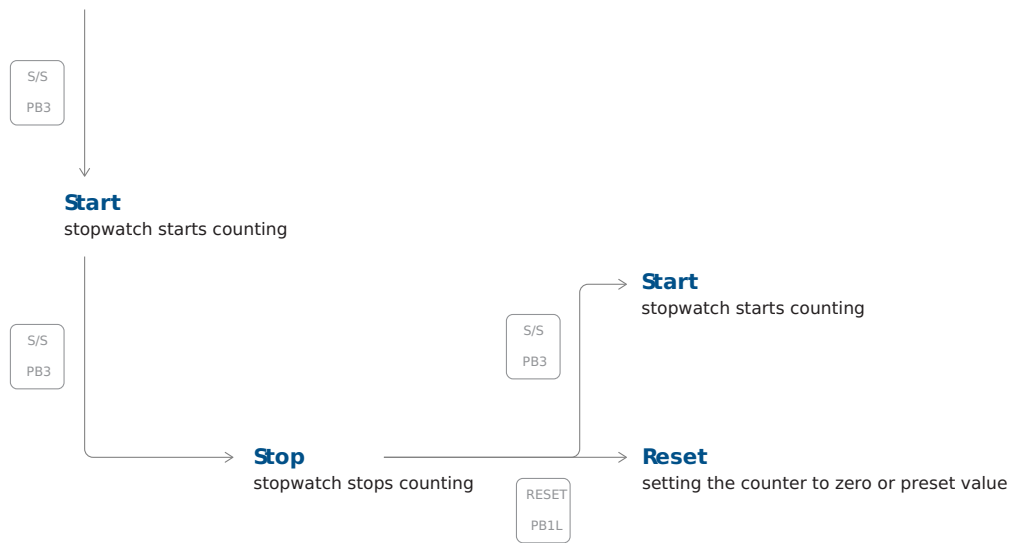 S/S
PB3
Start
stopwatch starts counting
S/S
PB3
Stop
stopwatch stops counting
S/S
PB3
Start
stopwatch starts counting
RESET
PB1L
Reset
setting the counter to zero or preset value